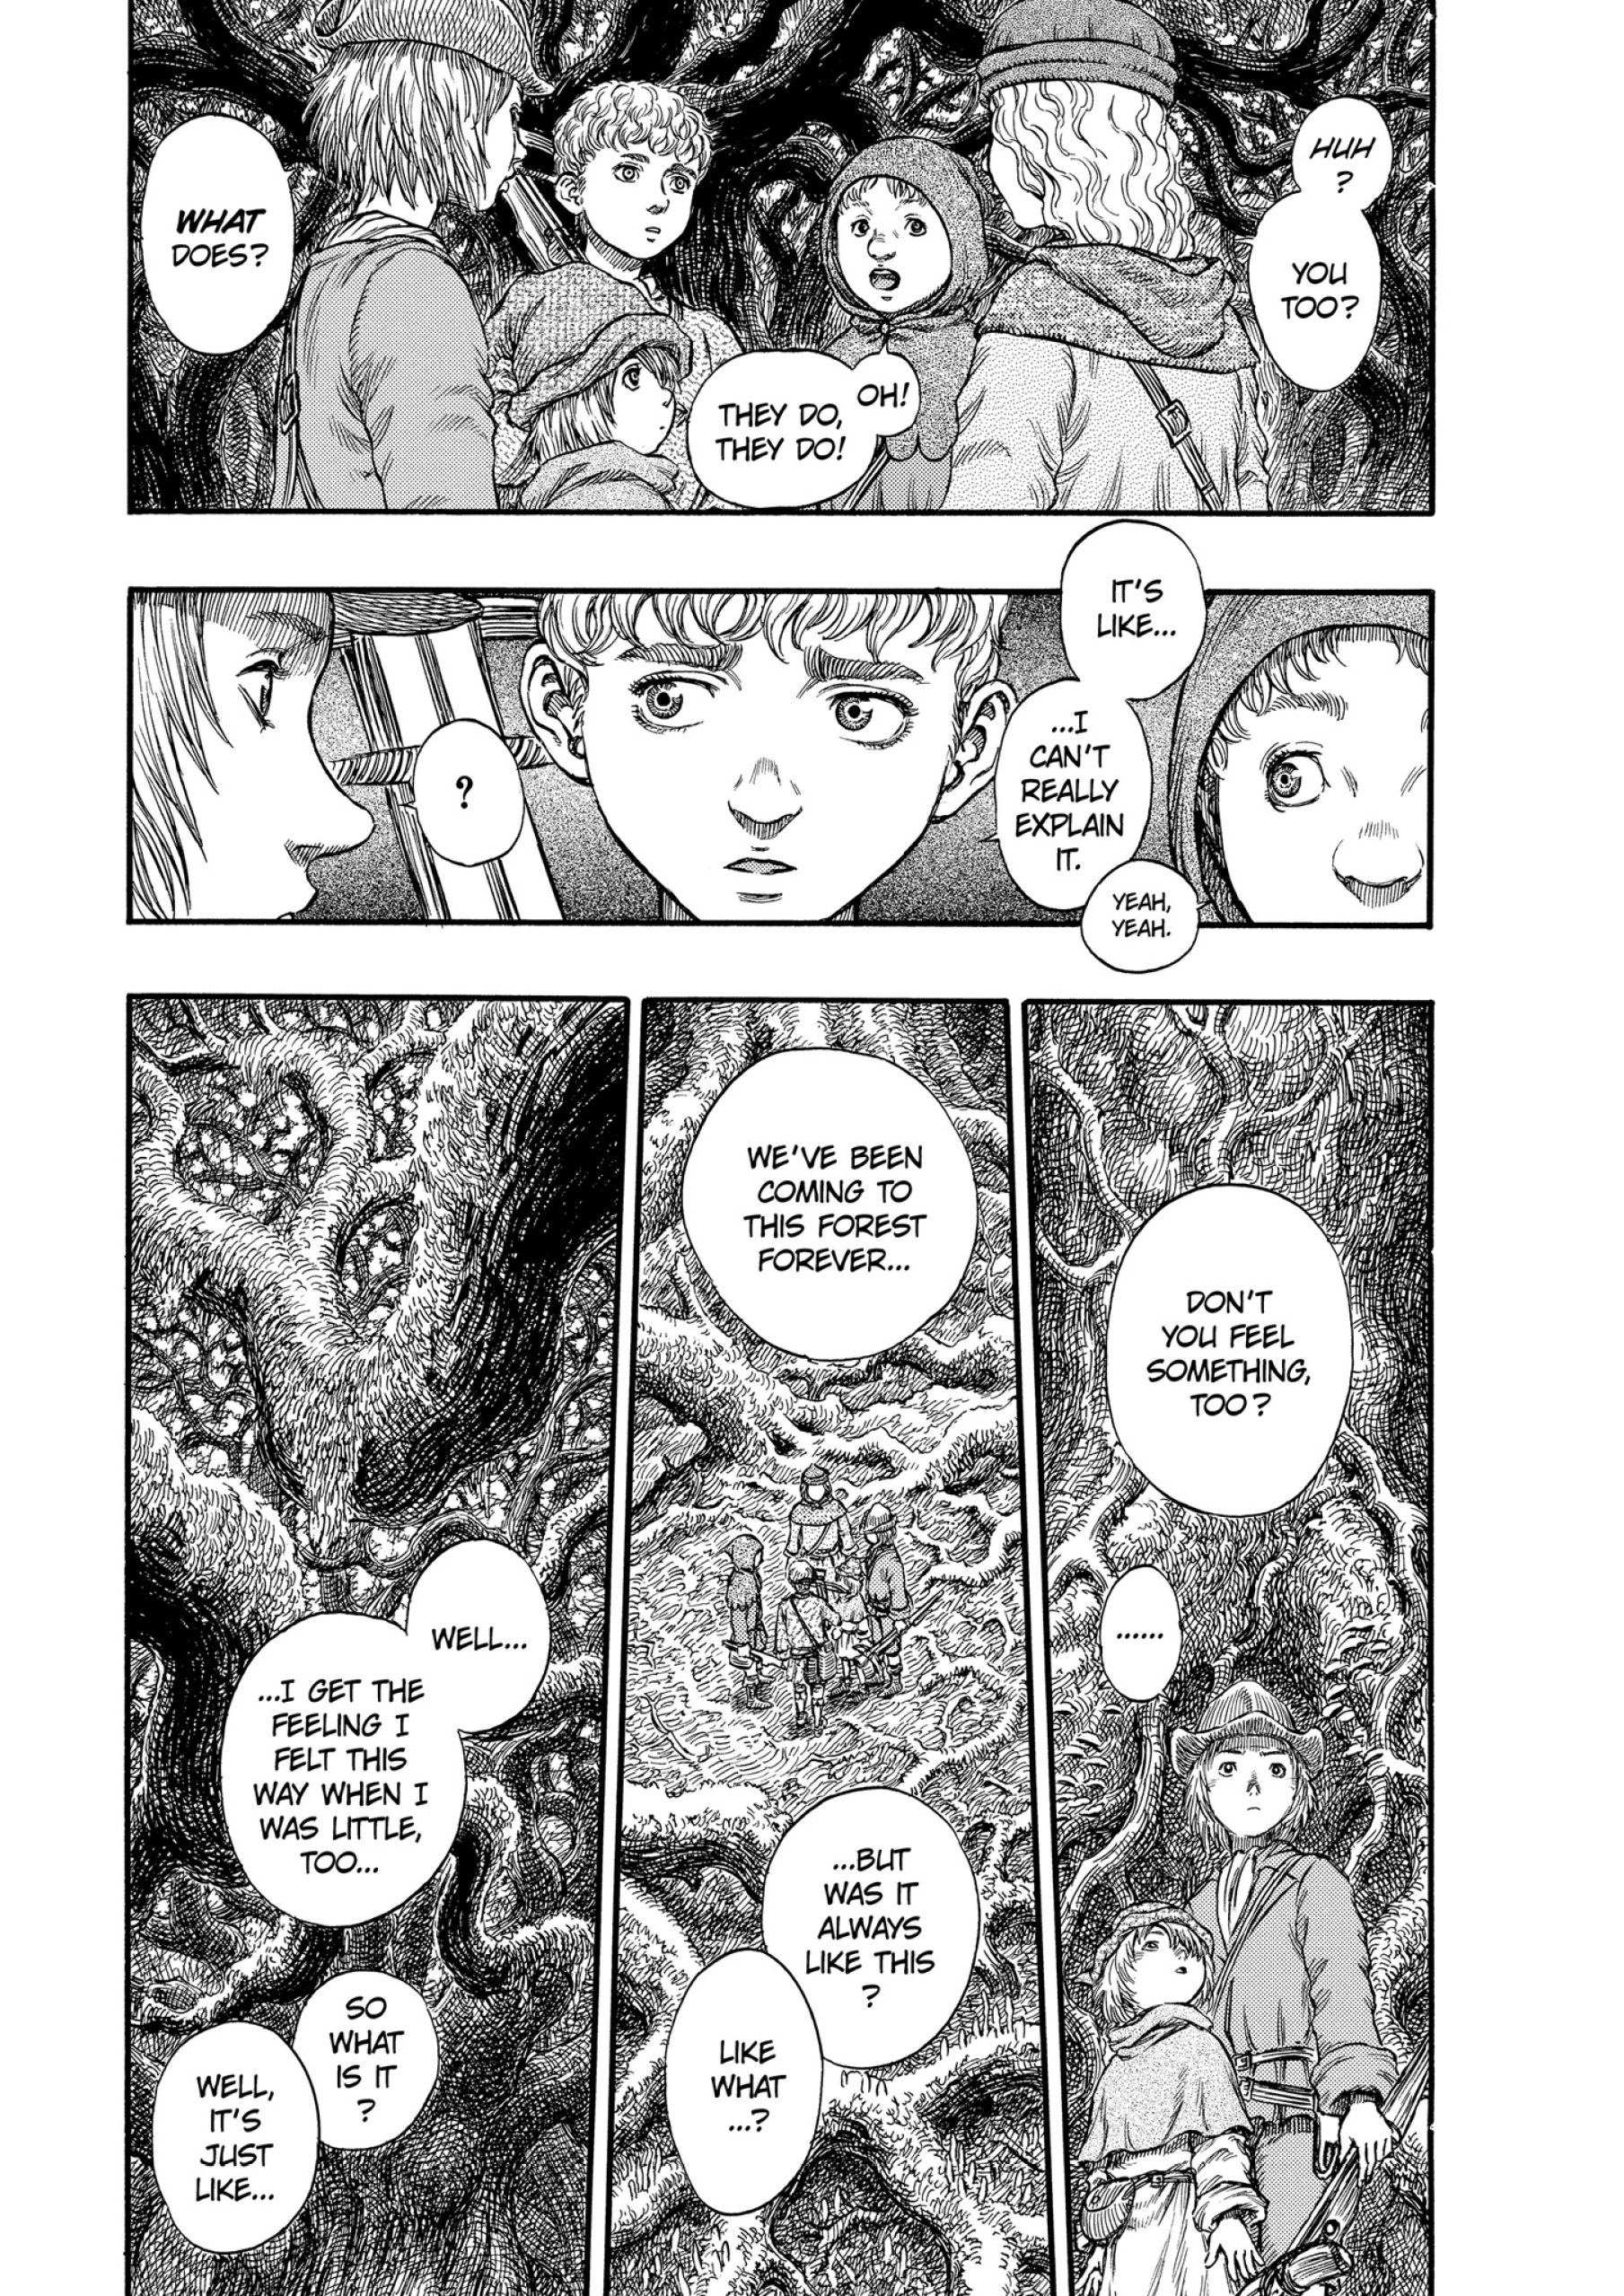 HUH
?
YOU
TOO?
OH!
THEY DO,
THEY DO!
WHAT
DOES?
IT'S
LIKE...
...I
CAN'T
REALLY
EXPLAIN
IT.
YEAH,
YEAH.
?
DON'T
YOU FEEL
SOMETHING,
TOO?
......
WE'VE BEEN
COMING TO
THIS FOREST
FOREVER...
...BUT
WAS IT
ALWAYS
LIKE THIS
?
LIKE
WHAT
...?
WELL...
...I GET THE
FEELING I
FELT THIS
WAY WHEN I
WAS LITTLE,
TOO...
SO
WHAT
IS IT
?
WELL,
IT'S
JUST
LIKE...